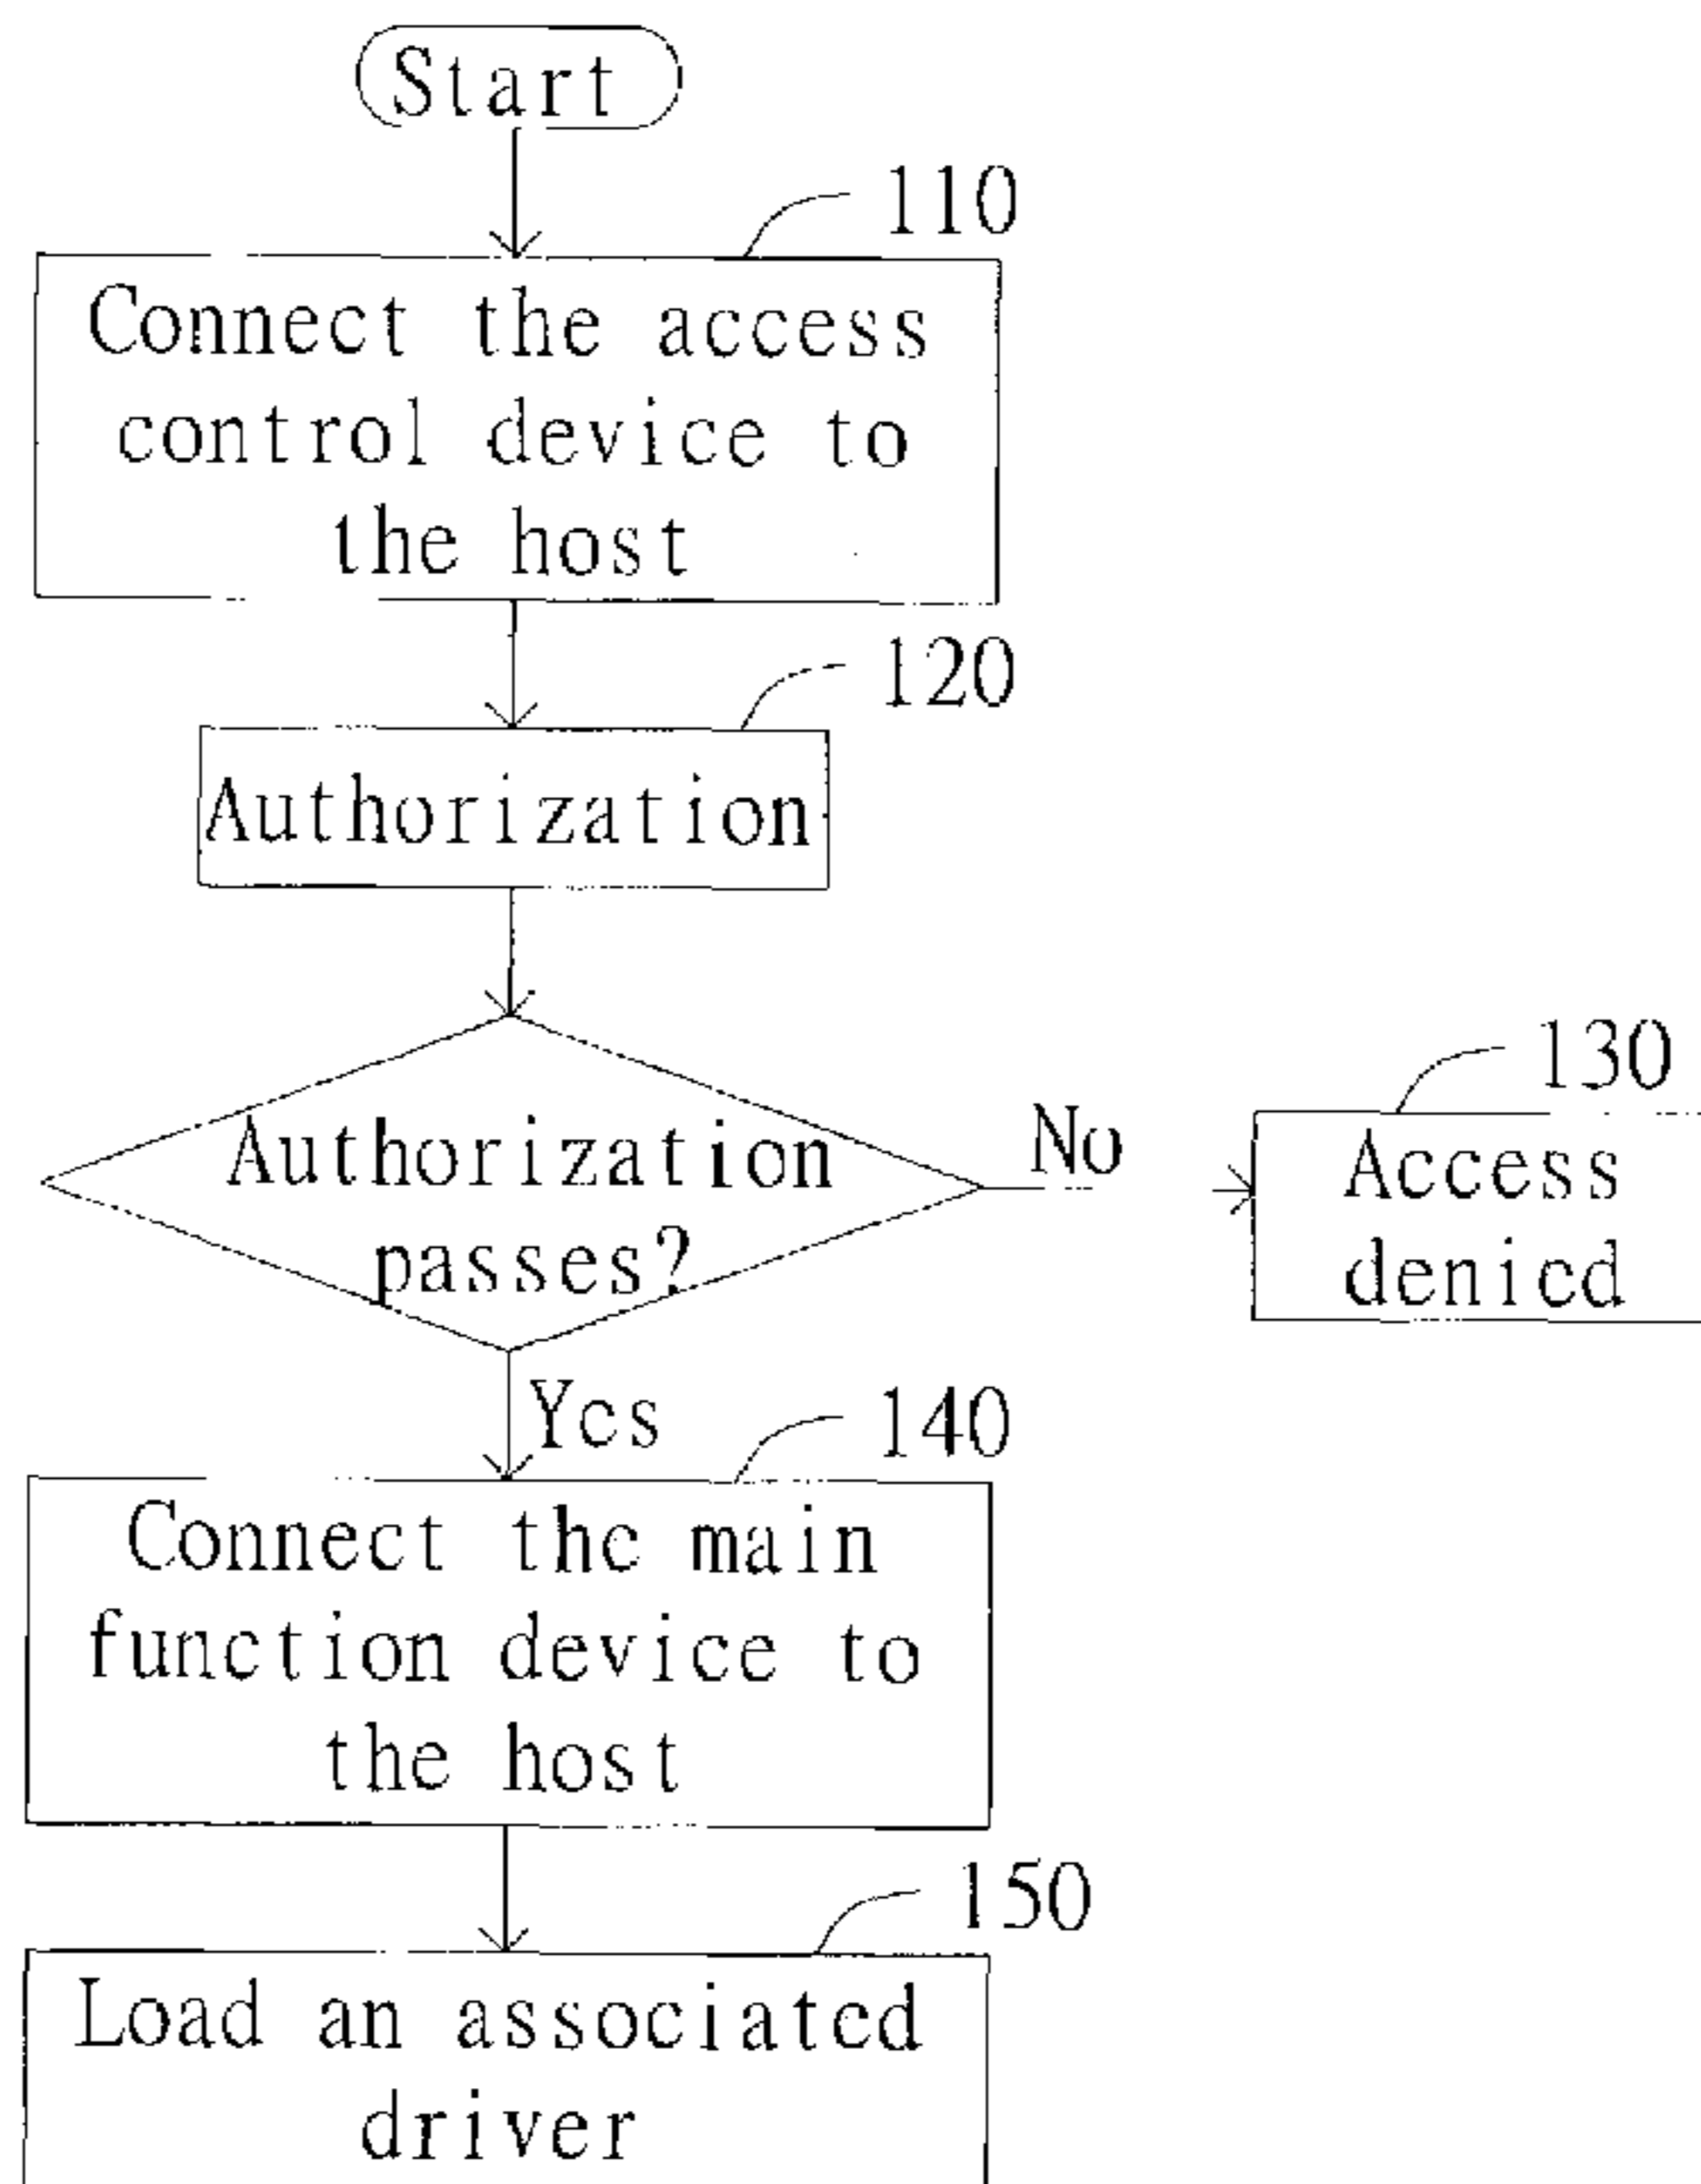 Start
110
Connect the access
control device to
the host
120
Authorization
Authorization
passes?
No
130
Access
denied
Yes
140
Connect the main
function device to
the host
150
Load an associated
driver